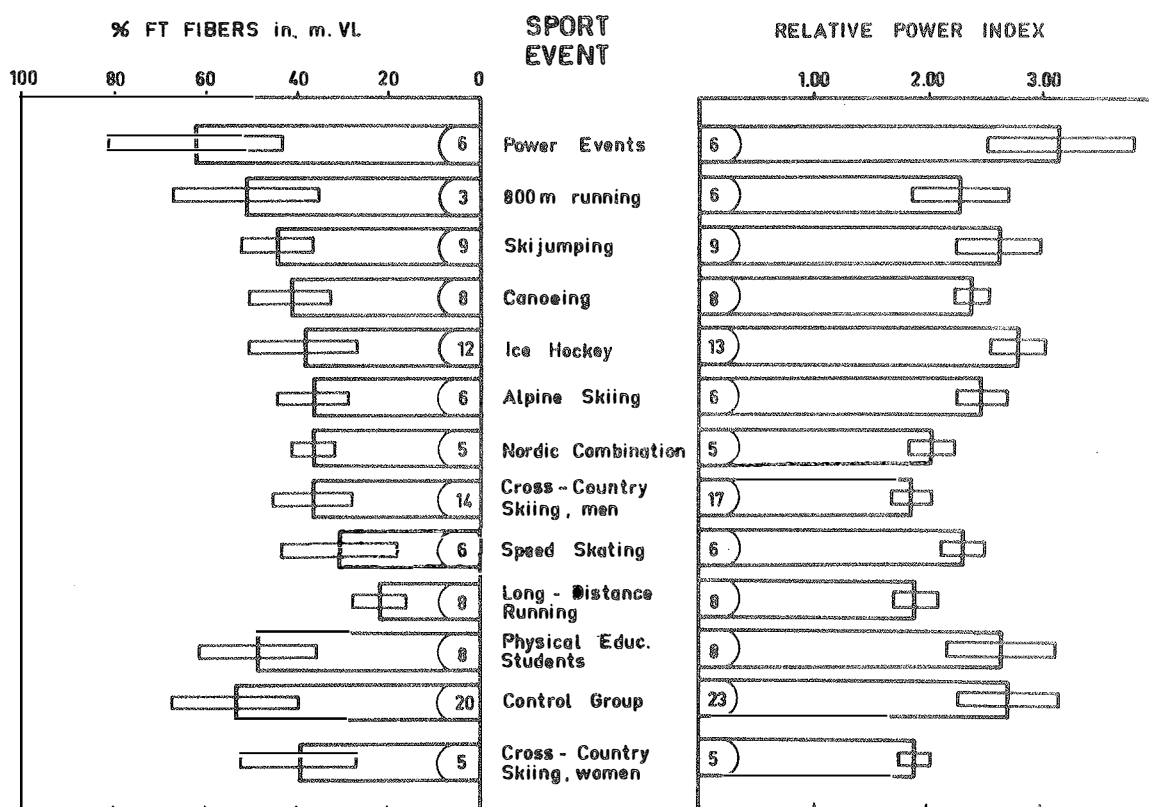 % FT FIBERS in, m. VL.
SPORT
EVENT
RELATIVE POWER INDEX
100 80 60 40 20 0
1.00 2.00 3.00
6 Power Events 6
3 800 m running 6
9 Ski jumping 9
8 Canoeing 8
12 Ice Hockey 13
6 Alpine Skiing 6
5 Nordic Combination 5
14 Cross-Country
Skiing, men 17
6 Speed Skating 6
8 Long - Distance
Running 8
8 Physical Educ.
Students 8
20 Control Group 23
5 Cross - Country
Skiing, women 5